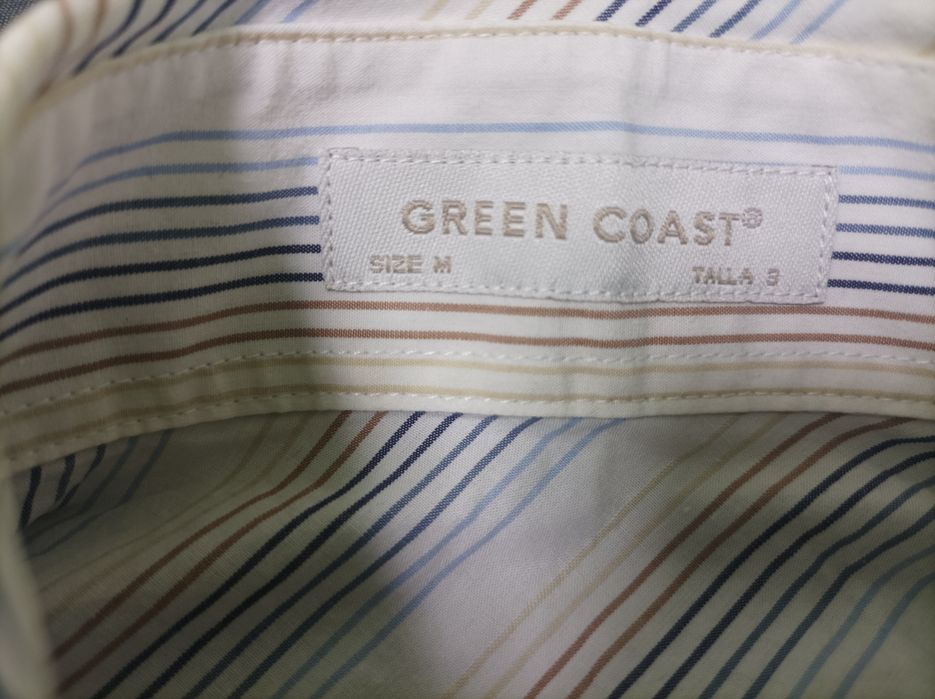 GREEN COAST®
SIZE M TALLA 3